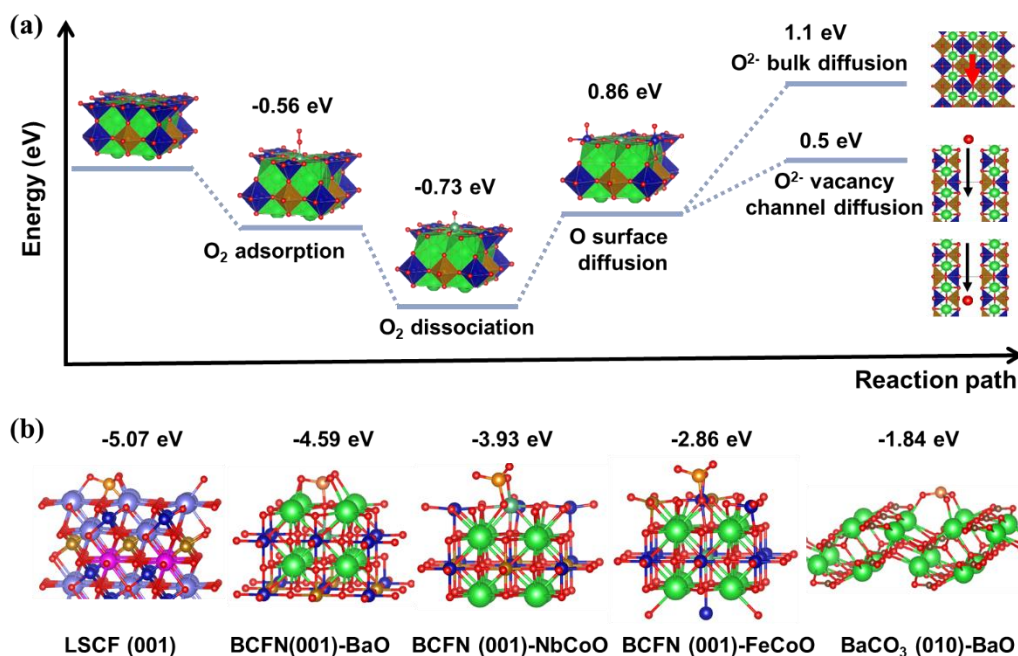 (a)
Energy (eV)
-0.56 eV
O₂ adsorption
-0.73 eV
O₂ dissociation
0.86 eV
O surface
diffusion
1.1 eV
O²⁻ bulk diffusion
0.5 eV
O²⁻ vacancy
channel diffusion
Reaction path
(b)
-5.07 eV
-4.59 eV
-3.93 eV
-2.86 eV
-1.84 eV
LSCF (001)
BCFN(001)-BaO
BCFN (001)-NbCoO
BCFN (001)-FeCoO
BaCO₃ (010)-BaO